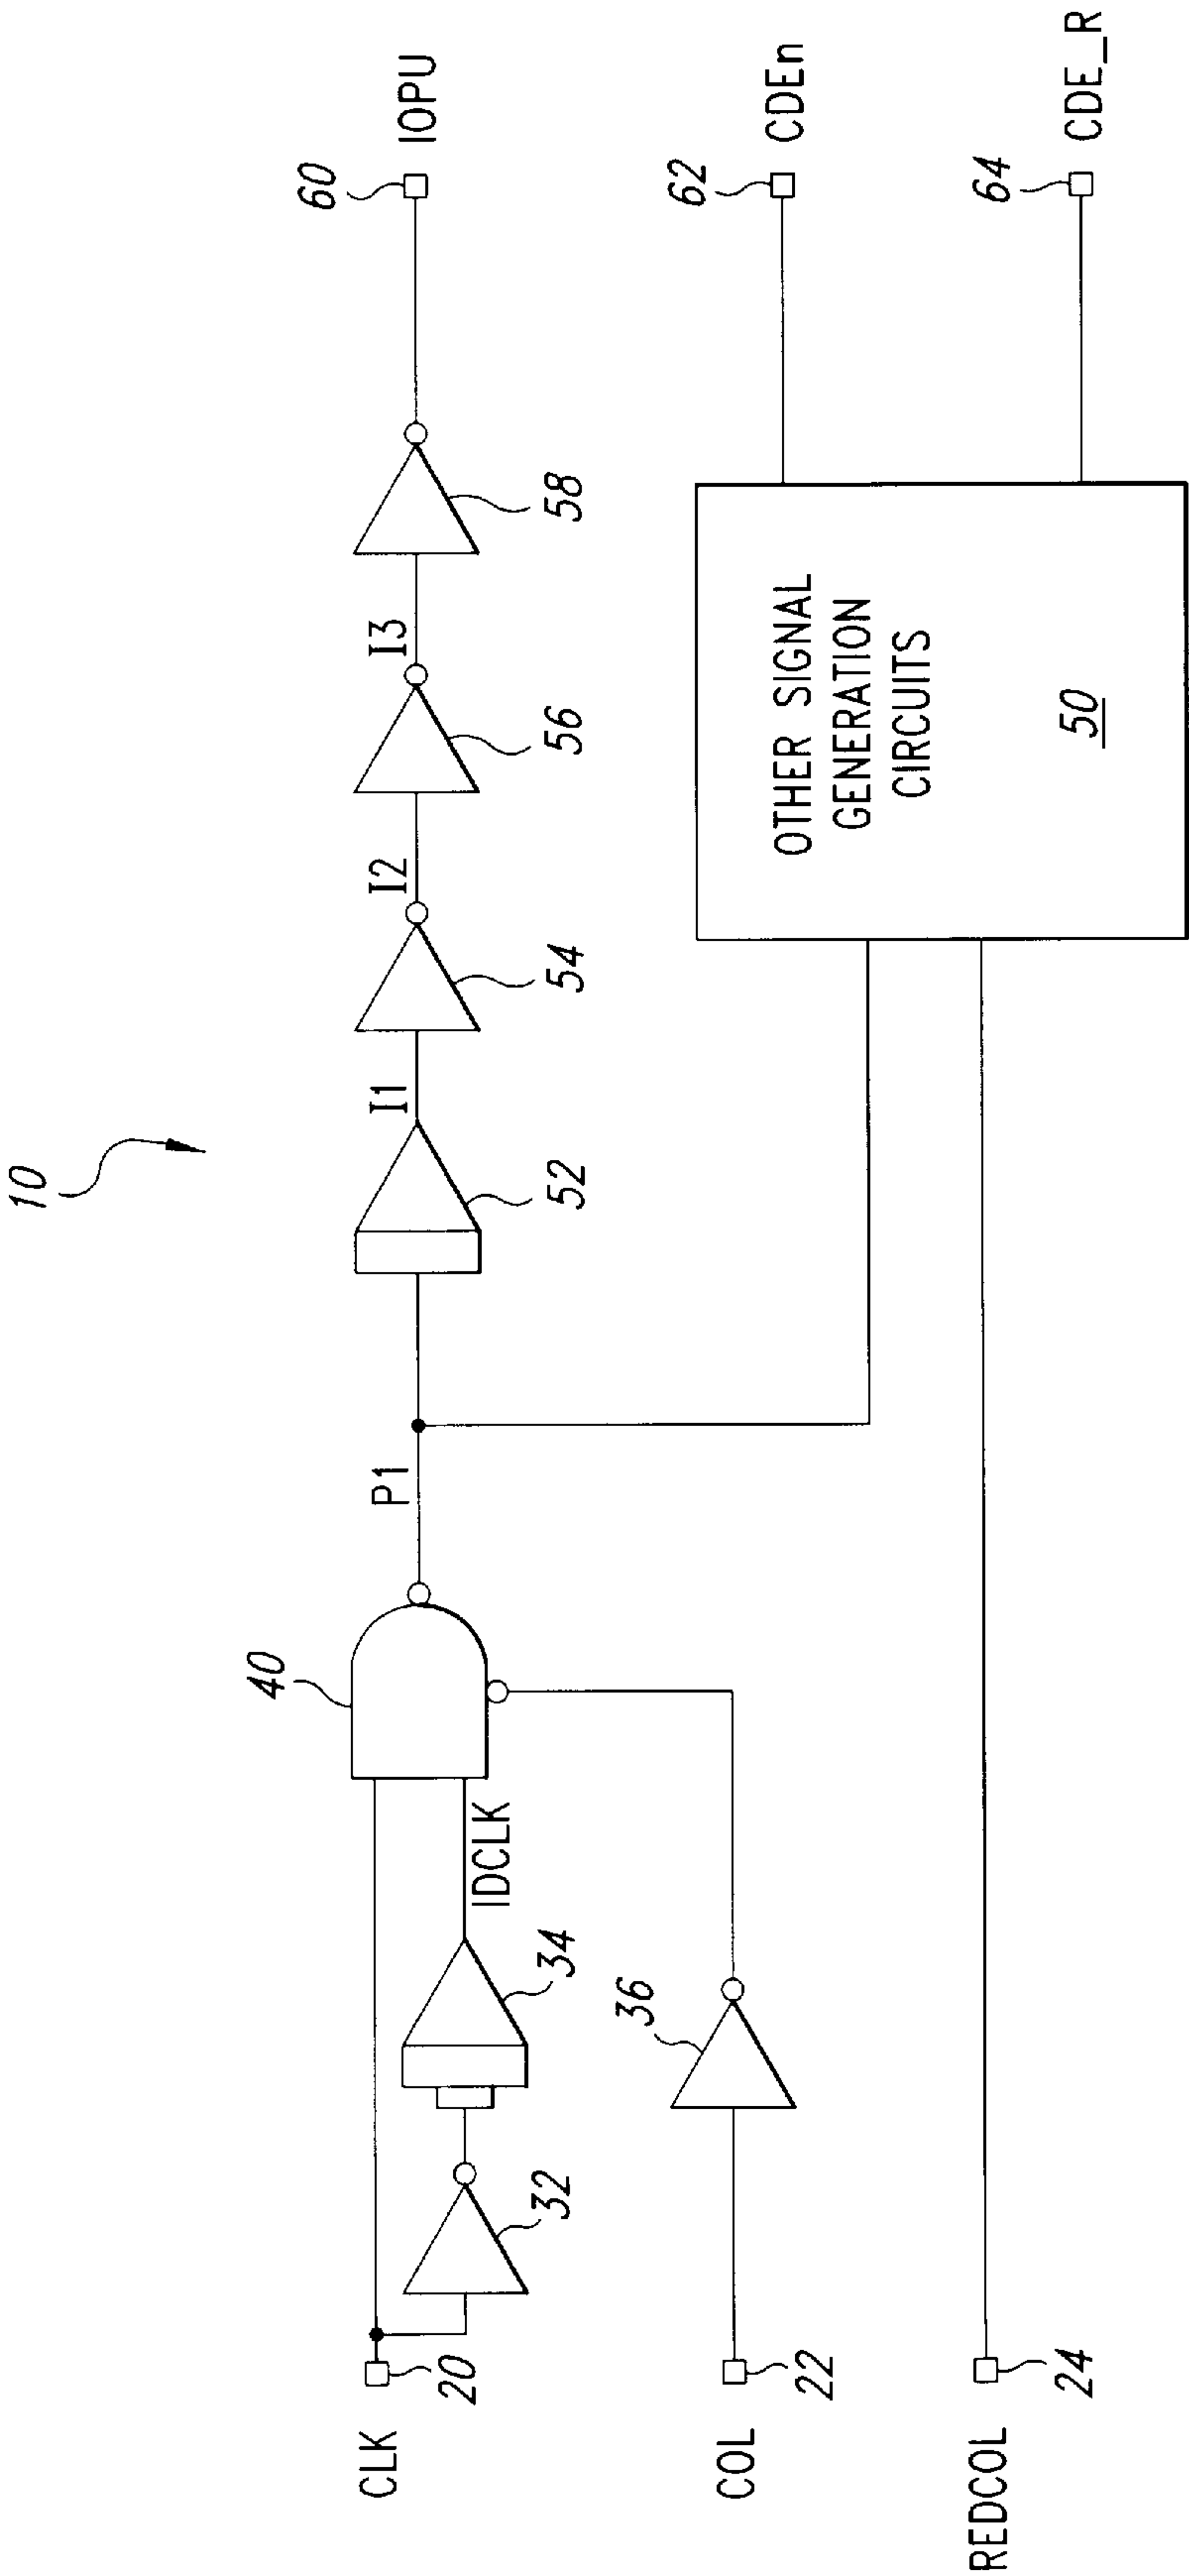 10
CLK
20
32
34
IDCLK
40
P1
52
I1
54
I2
56
I3
58
60
IOPU
COL
22
36
REDCOL
24
OTHER SIGNAL
GENERATION
CIRCUITS
50
62
CDEn
64
CDE_R